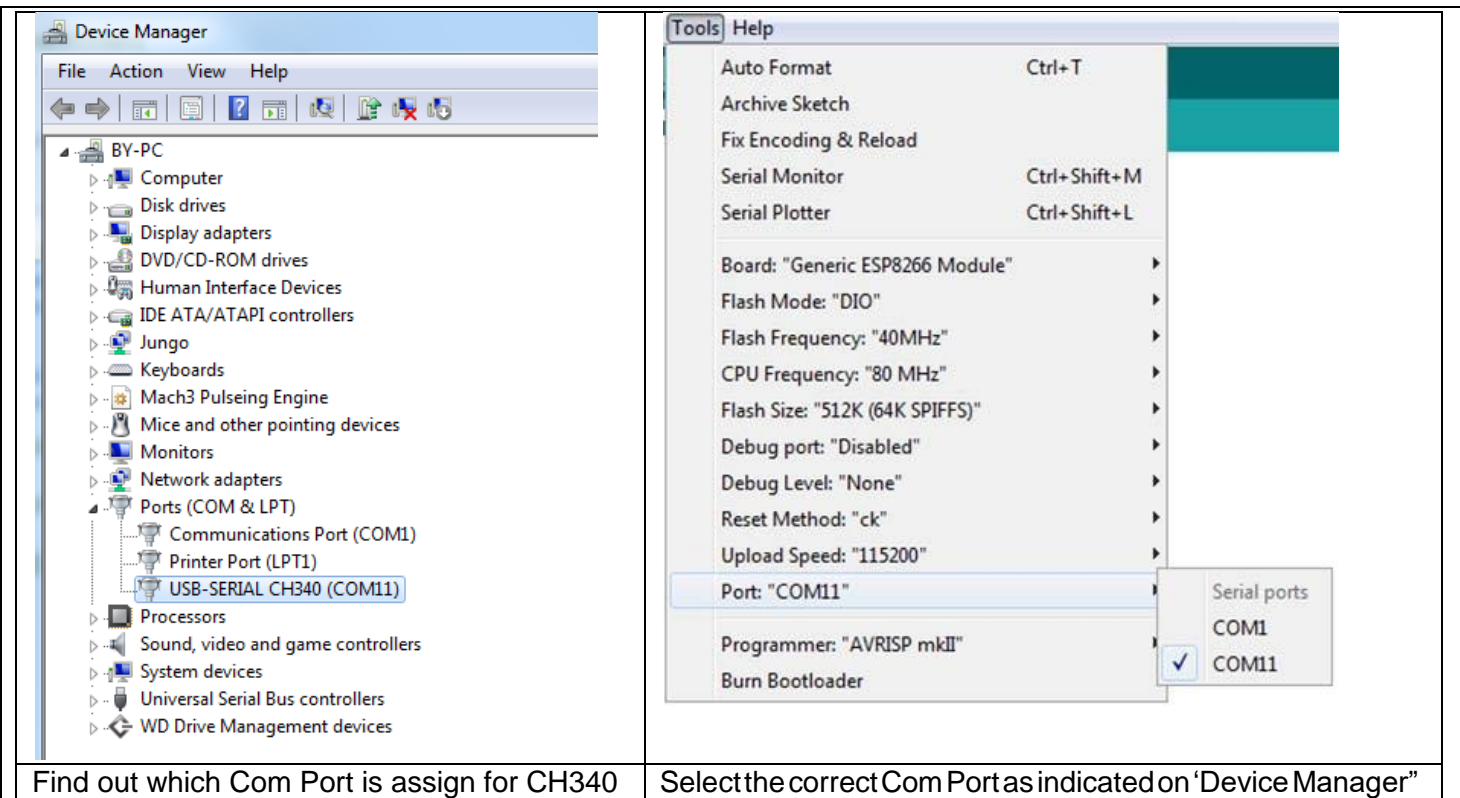 Device Manager
File Action View Help
BY-PC
Computer
Disk drives
Display adapters
DVD/CD-ROM drives
Human Interface Devices
IDE ATA/ATAPI controllers
Jungo
Keyboards
Mach3 Pulseing Engine
Mice and other pointing devices
Monitors
Network adapters
Ports (COM & LPT)
Communications Port (COM1)
Printer Port (LPT1)
USB-SERIAL CH340 (COM11)
Processors
Sound, video and game controllers
System devices
Universal Serial Bus controllers
WD Drive Management devices
Find out which Com Port is assign for CH340
Tools Help
Auto Format Ctrl+T
Archive Sketch
Fix Encoding & Reload
Serial Monitor Ctrl+Shift+M
Serial Plotter Ctrl+Shift+L
Board: "Generic ESP8266 Module"
Flash Mode: "DIO"
Flash Frequency: "40MHz"
CPU Frequency: "80 MHz"
Flash Size: "512K (64K SPIFFS)"
Debug port: "Disabled"
Debug Level: "None"
Reset Method: "ck"
Upload Speed: "115200"
Port: "COM11"
Serial ports
COM1
COM11
Programmer: "AVRISP mkII"
Burn Bootloader
Select the correct Com Port as indicated on ‘Device Manager”